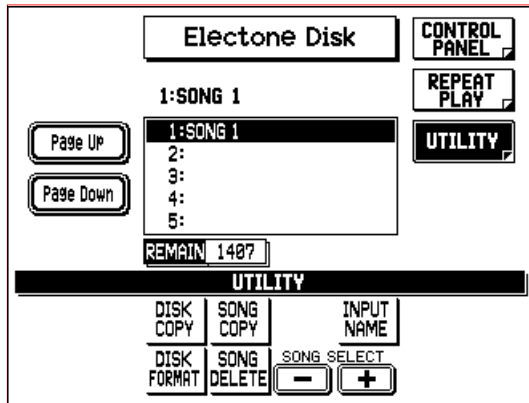 Electone Disk
CONTROL
PANEL
1:SONG 1
REPEAT
PLAY
Page Up
Page Down
1:SONG 1
2:
3:
4:
5:
UTILITY
REMAIN 1407
UTILITY
DISK
COPY
SONG
COPY
INPUT
NAME
DISK
FORMAT
SONG
DELETE
SONG SELECT
− +